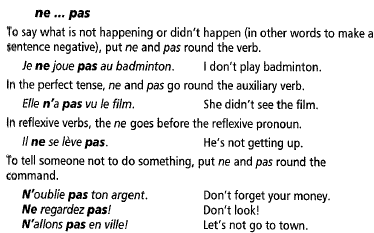 ne ... pas
To say what is not happening or didn't happen (in other words to make a
sentence negative), put ne and pas round the verb.
Je ne joue pas au badminton. I don't play badminton.
In the perfect tense, ne and pas go round the auxiliary verb.
Elle n'a pas vu le film. She didn't see the film.
In reflexive verbs, the ne goes before the reflexive pronoun.
Il ne se lève pas. He's not getting up.
To tell someone not to do something, put ne and pas round the
command.
N'oublie pas ton argent. Don't forget your money.
Ne regardez pas! Don't look!
N'allons pas en ville! Let's not go to town.